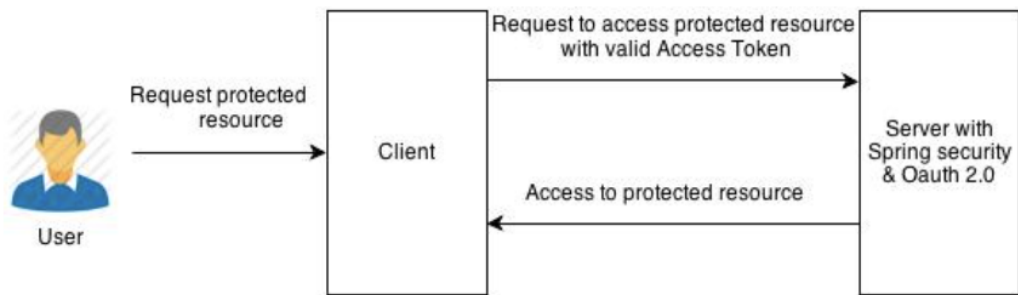 Request protected
resource
User
Client
Request to access protected resource
with valid Access Token
Access to protected resource
Server with
Spring security
& Oauth 2.0